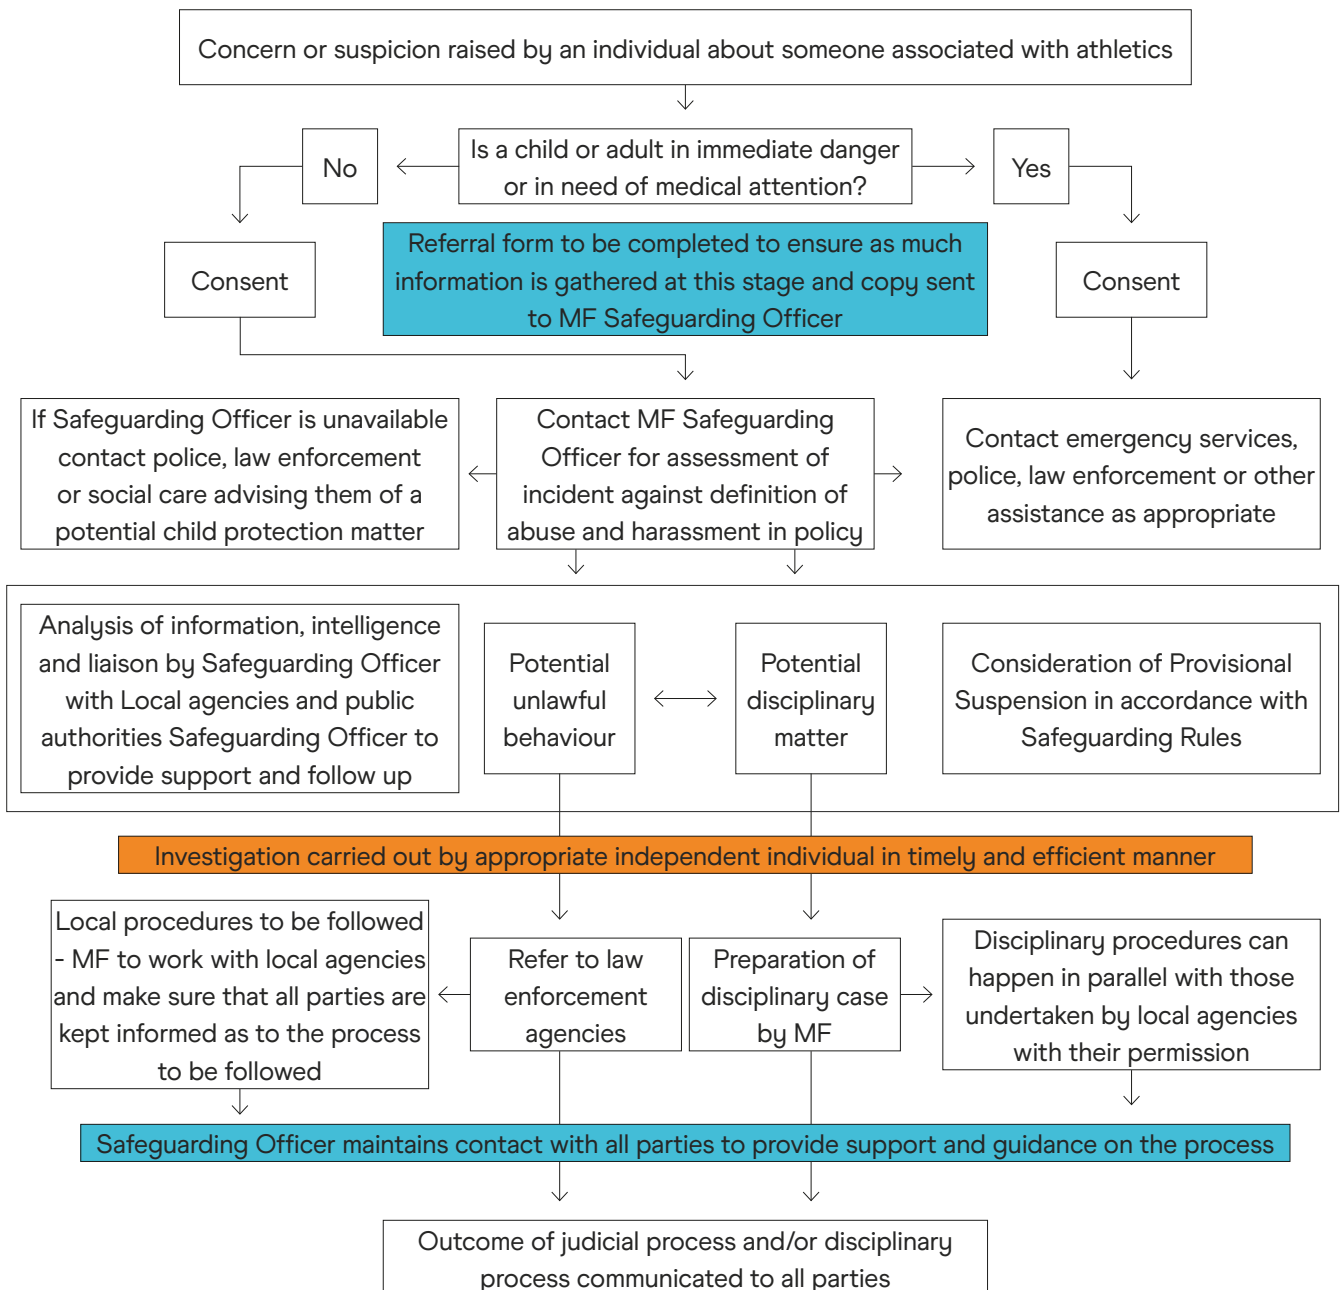 Concern or suspicion raised by an individual about someone associated with athletics
No
Is a child or adult in immediate danger
or in need of medical attention?
Yes
Consent
Referral form to be completed to ensure as much
information is gathered at this stage and copy sent
to MF Safeguarding Officer
Consent
If Safeguarding Officer is unavailable
contact police, law enforcement
or social care advising them of a
potential child protection matter
Contact MF Safeguarding
Officer for assessment of
incident against definition of
abuse and harassment in policy
Contact emergency services,
police, law enforcement or other
assistance as appropriate
Analysis of information, intelligence
and liaison by Safeguarding Officer
with Local agencies and public
authorities Safeguarding Officer to
provide support and follow up
Potential
unlawful
behaviour
Potential
disciplinary
matter
Consideration of Provisional
Suspension in accordance with
Safeguarding Rules
Investigation carried out by appropriate independent individual in timely and efficient manner
Local procedures to be followed
- MF to work with local agencies
and make sure that all parties are
kept informed as to the process
to be followed
Refer to law
enforcement
agencies
Preparation of
disciplinary case
by MF
Disciplinary procedures can
happen in parallel with those
undertaken by local agencies
with their permission
Safeguarding Officer maintains contact with all parties to provide support and guidance on the process
Outcome of judicial process and/or disciplinary
process communicated to all parties